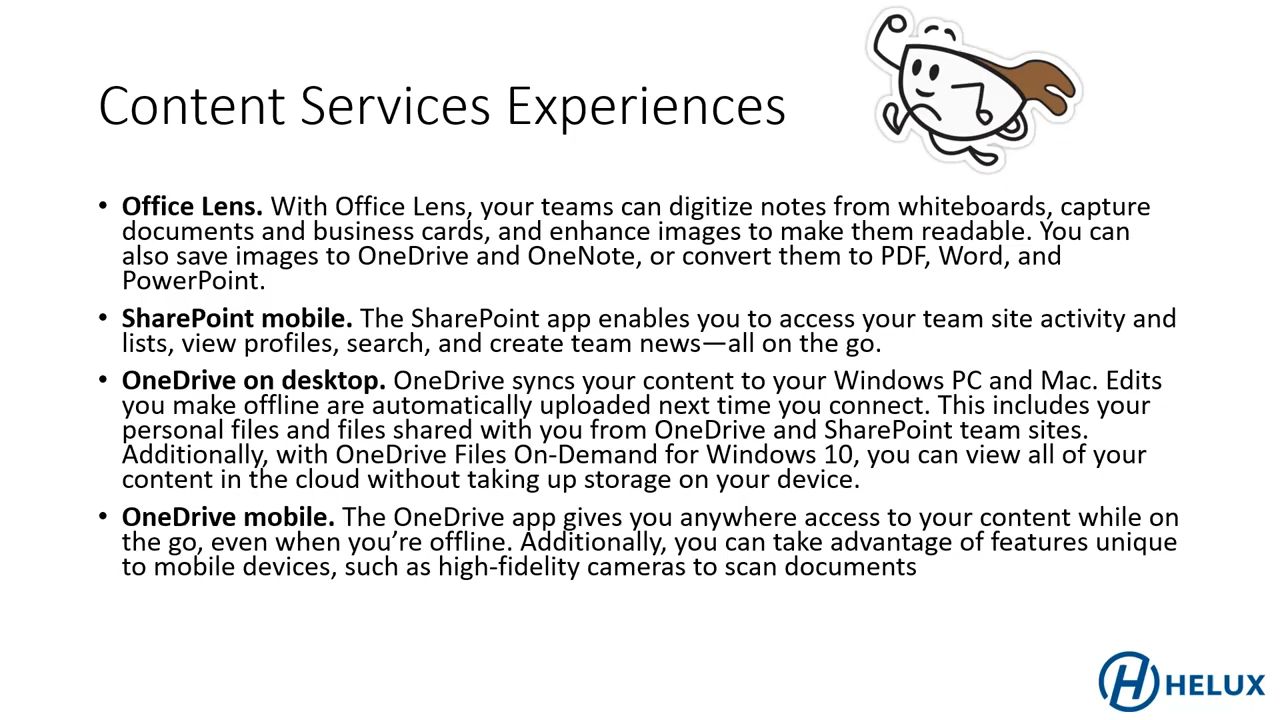 Content Services Experiences
• Office Lens. With Office Lens, your teams can digitize notes from whiteboards, capture
documents and business cards, and enhance images to make them readable. You can
also save images to OneDrive and OneNote, or convert them to PDF, Word, and
PowerPoint.
• SharePoint mobile. The SharePoint app enables you to access your team site activity and
lists, view profiles, search, and create team news—all on the go.
• OneDrive on desktop. OneDrive syncs your content to your Windows PC and Mac. Edits
you make offline are automatically uploaded next time you connect. This includes your
personal files and files shared with you from OneDrive and SharePoint team sites.
Additionally, with OneDrive Files On-Demand for Windows 10, you can view all of your
content in the cloud without taking up storage on your device.
• OneDrive mobile. The OneDrive app gives you anywhere access to your content while on
the go, even when you’re offline. Additionally, you can take advantage of features unique
to mobile devices, such as high-fidelity cameras to scan documents
H HELUX